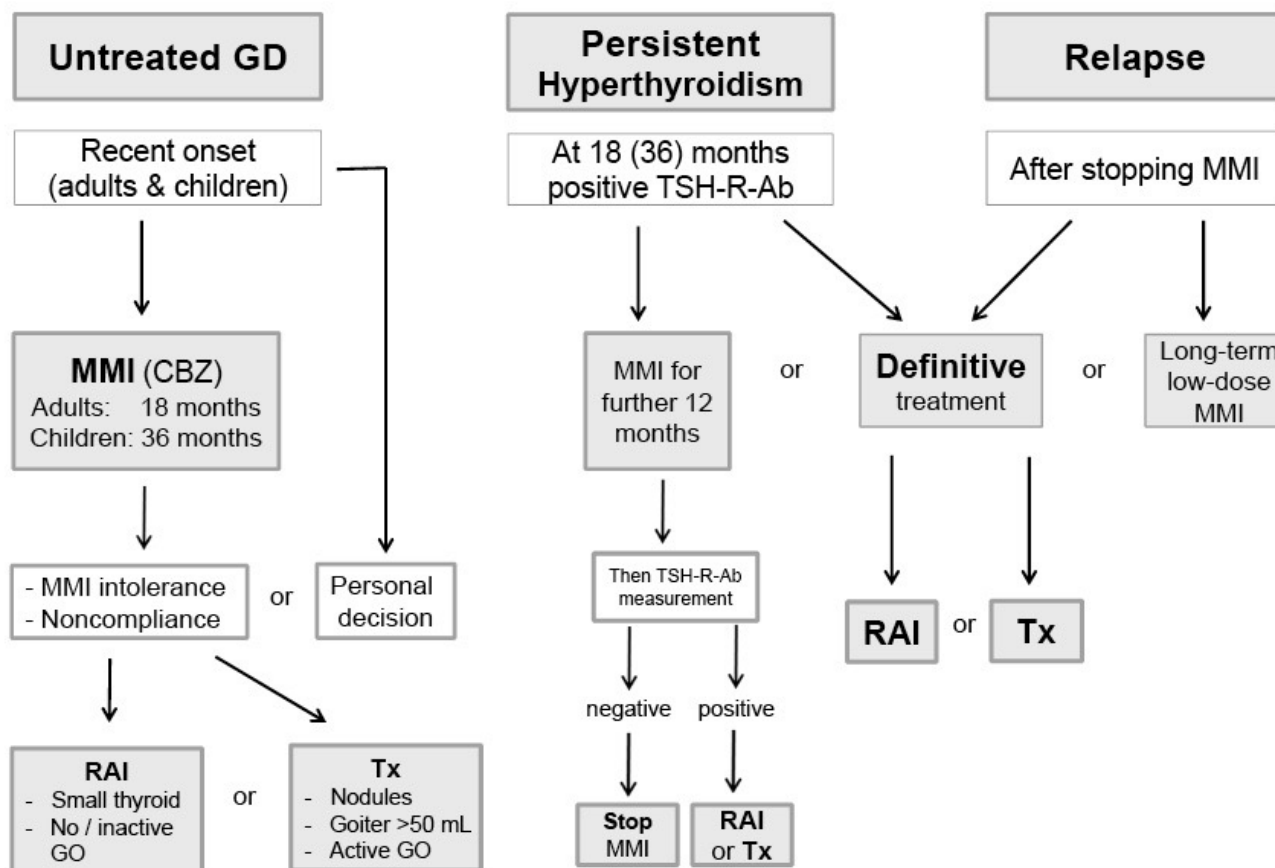 Untreated GD
Recent onset
(adults & children)
MMI (CBZ)
Adults: 18 months
Children: 36 months
- MMI intolerance
- Noncompliance
or
Personal
decision
RAI
- Small thyroid
- No / inactive
GO
or
Tx
- Nodules
- Goiter >50 mL
- Active GO
Persistent
Hyperthyroidism
At 18 (36) months
positive TSH-R-Ab
MMI for
further 12
months
or
Definitive
treatment
Then TSH-R-Ab
measurement
negative
positive
Stop
MMI
RAI
or Tx
Relapse
After stopping MMI
or
Long-term
low-dose
MMI
RAI
or
Tx